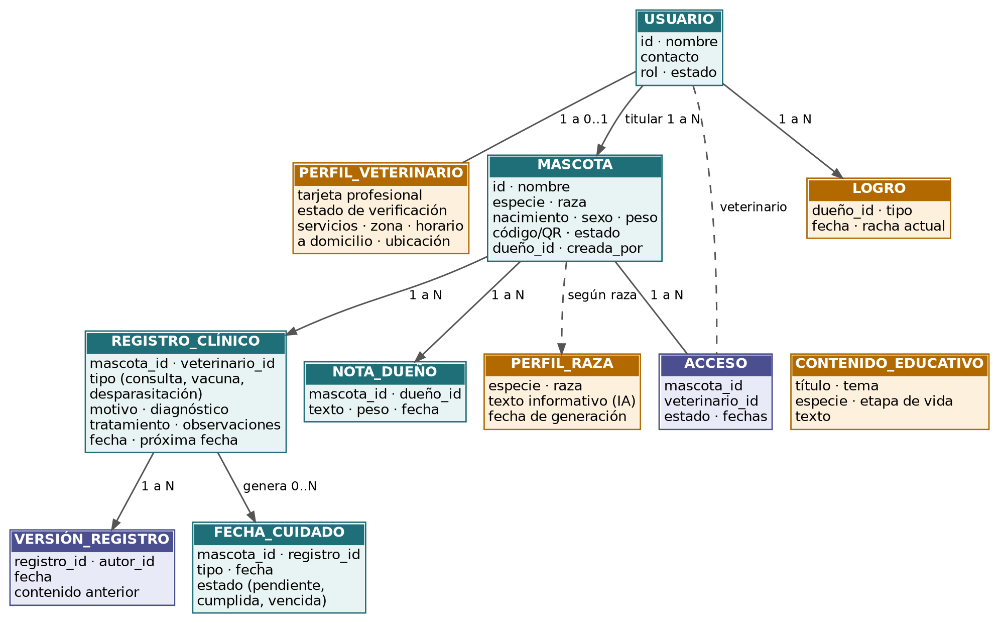 USUARIO
id · nombre
contacto
rol · estado
1 a 0..1
titular 1 a N
1 a N
PERFIL_VETERINARIO
tarjeta profesional
estado de verificación
servicios · zona · horario
a domicilio · ubicación
MASCOTA
id · nombre
especie · raza
nacimiento · sexo · peso
código/QR · estado
dueño_id · creada_por
veterinario
LOGRO
dueño_id · tipo
fecha · racha actual
1 a N
1 a N
según raza
1 a N
REGISTRO_CLÍNICO
mascota_id · veterinario_id
tipo (consulta, vacuna,
desparasitación)
motivo · diagnóstico
tratamiento · observaciones
fecha · próxima fecha
NOTA_DUEÑO
mascota_id · dueño_id
texto · peso · fecha
PERFIL_RAZA
especie · raza
texto informativo (IA)
fecha de generación
ACCESO
mascota_id
veterinario_id
estado · fechas
CONTENIDO_EDUCATIVO
título · tema
especie · etapa de vida
texto
1 a N
genera 0..N
VERSIÓN_REGISTRO
registro_id · autor_id
fecha
contenido anterior
FECHA_CUIDADO
mascota_id · registro_id
tipo · fecha
estado (pendiente,
cumplida, vencida)